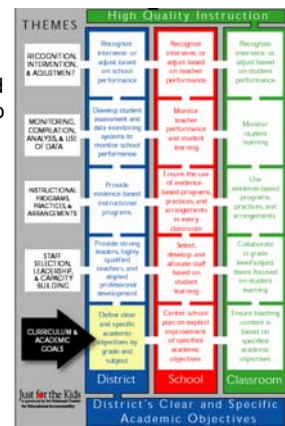 High Quality Instruction
THEMES
RECOGNITION,
INTERVENTION,
& ADJUSTMENT
Recognize
intervene or
adjust based
on school
performance
Recognize
intervene or
adjust based
on teacher
performance
Recognize
intervene or
adjust based
on student
performance
MONITORING,
COMPILATION,
ANALYSIS, & USE
OF DATA
Develop student
assessment and
data monitoring
systems to
monitor school
performance
Monitor
teacher
performance
and student
learning
Monitor
student
learning
INSTRUCTIONAL
PROGRAMS,
PRACTICES, &
ARRANGEMENTS
Provide
evidence based
instructional
programs
Ensure the use
of evidence-based
programs,
practices, and
arrangements
in every
classroom
Use
evidence based
programs,
practices, and
arrangements
STAFF
SELECTION,
LEADERSHIP,
& CAPACITY
BUILDING
Provide strong
leaders, highly
qualified
teachers, and
aligned
professional
development
Select,
develop and
allocate staff
based on
student
learning
Collaborate
in grade
level/subject
teams focused
on student
learning
CURRICULUM &
ACADEMIC
GOALS
Define clear
and specific
academic
objectives by
grade and
subject
Center school
plan on explicit
improvement
of specified
academic
objectives
Ensure teaching
content is
based on
specified
academic
objectives
District
School
Classroom
Just for the Kids
District's Clear and Specific
Academic Objectives